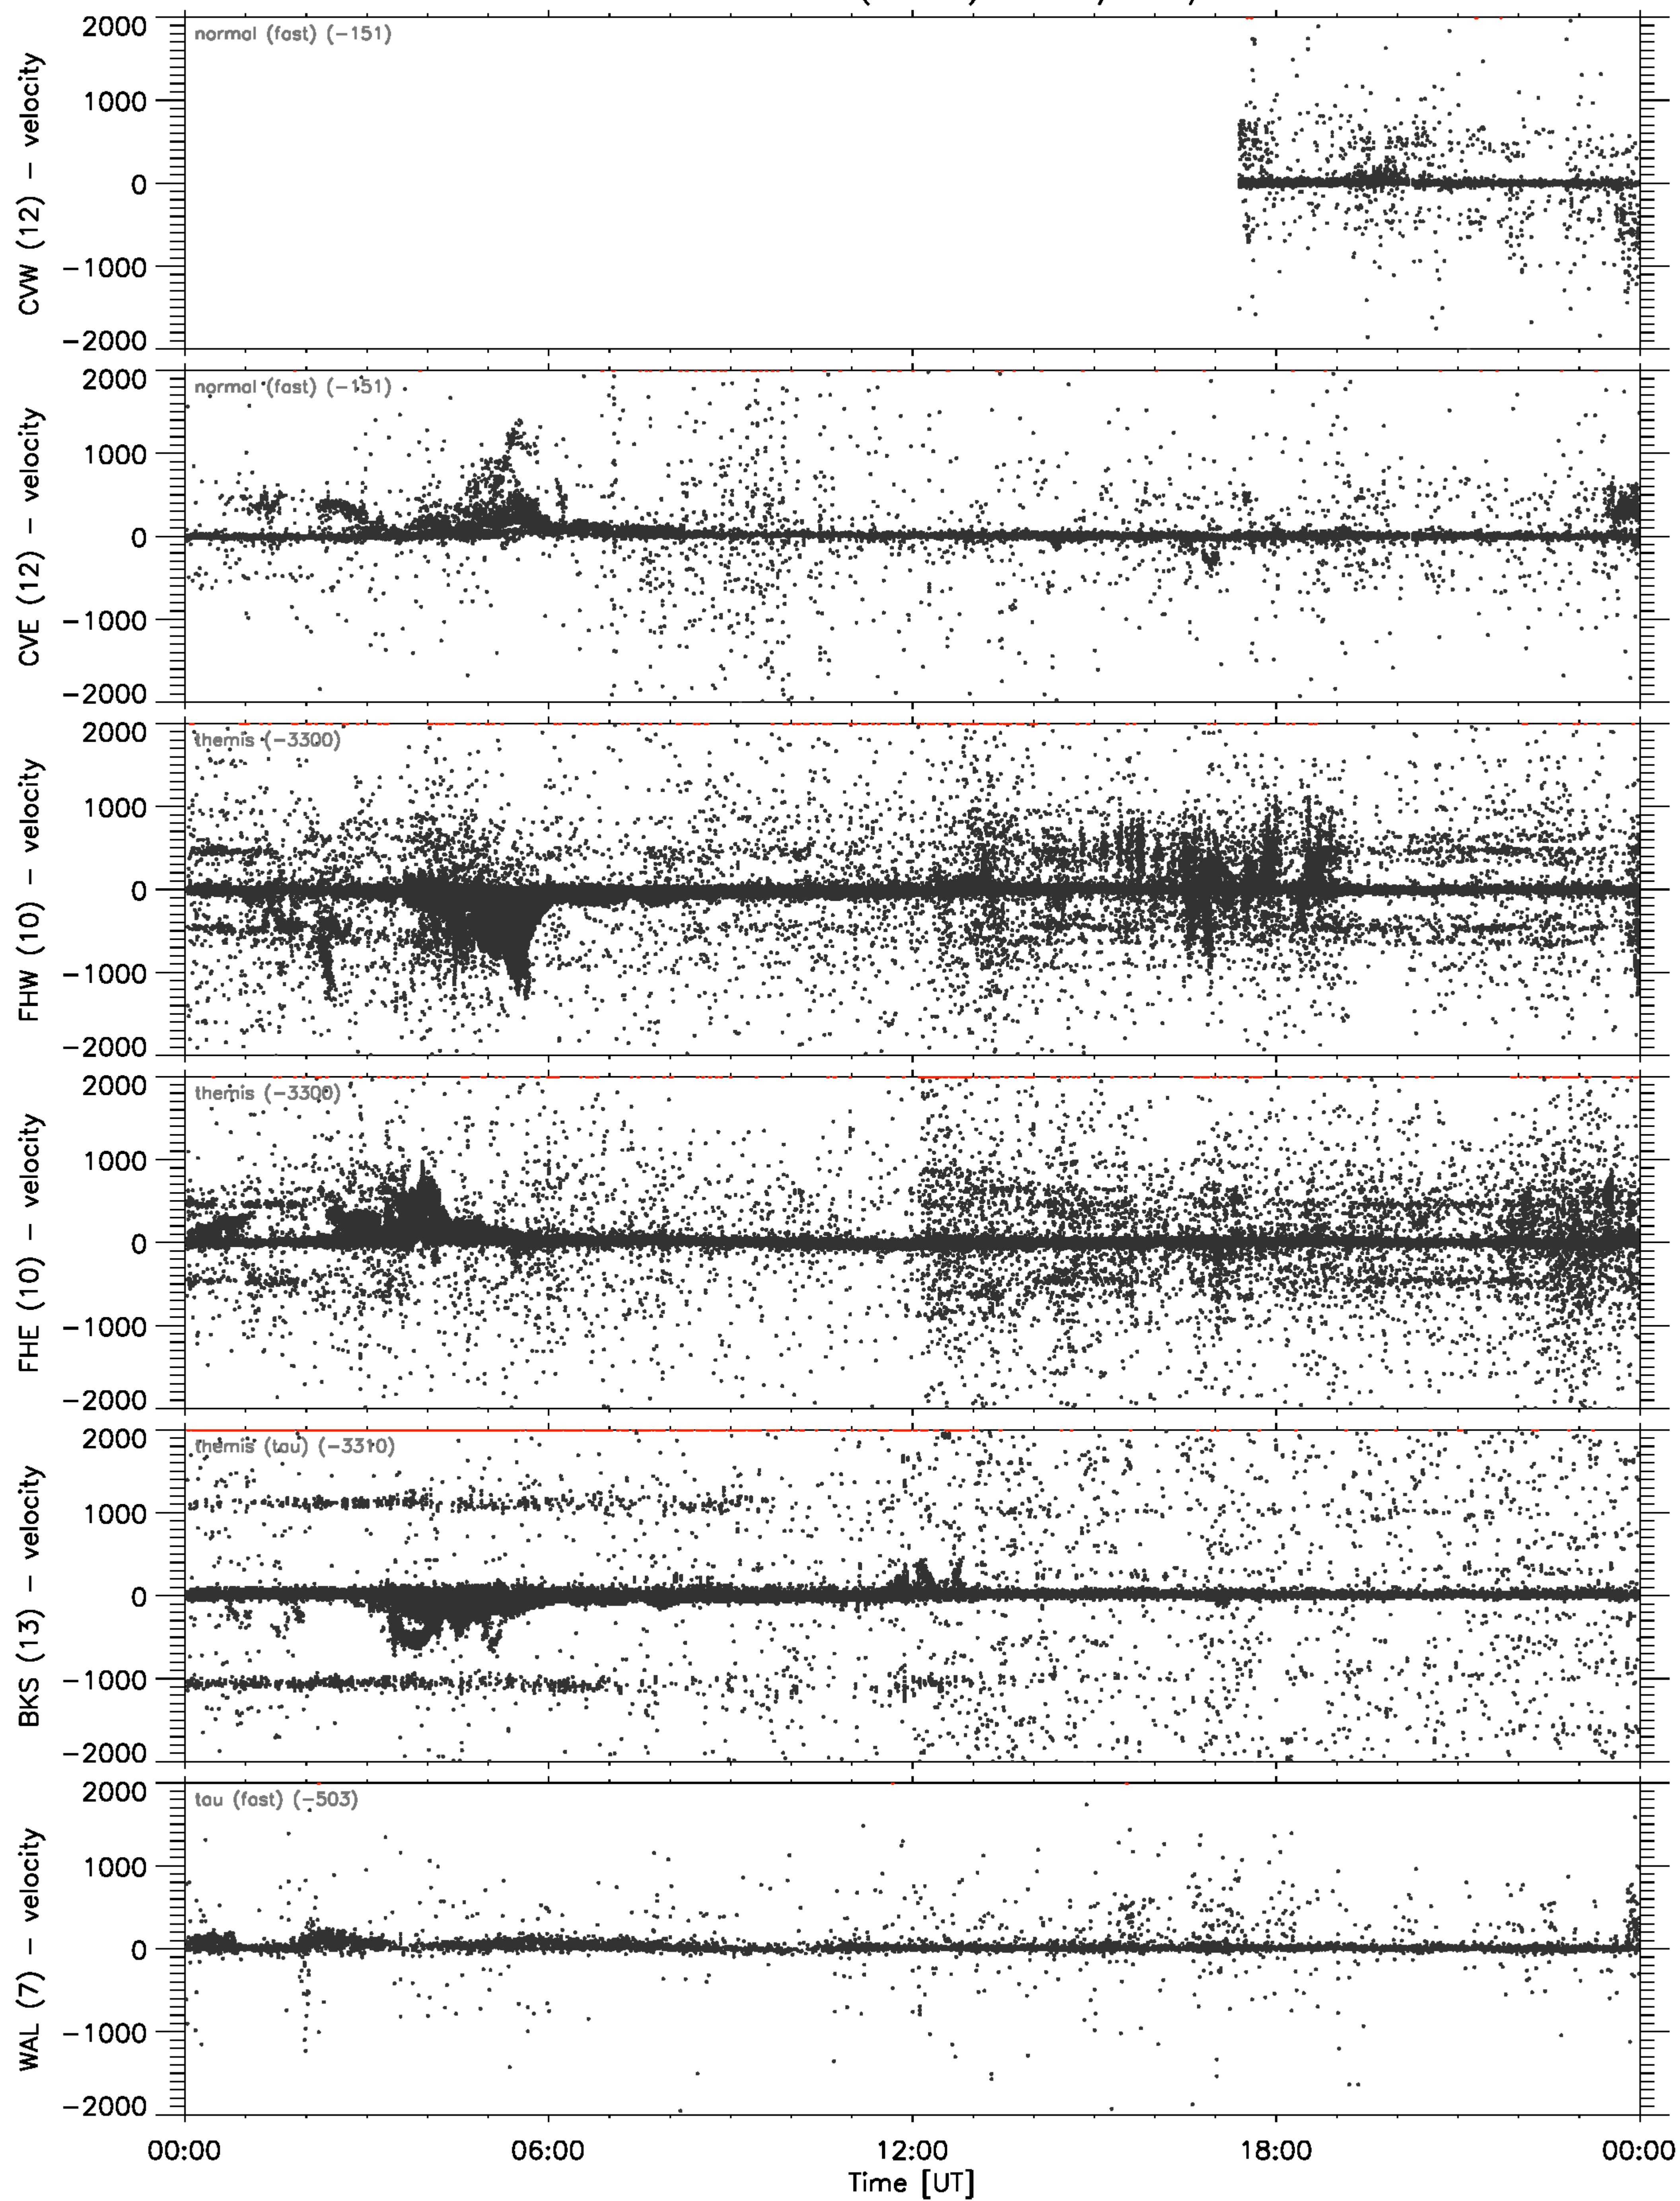 CVW (12) – velocity
2000
1000
0
−1000
−2000
normal (fast) (−151)
CVE (12) – velocity
2000
1000
0
−1000
−2000
normal (fast) (−151)
FHW (10) – velocity
2000
1000
0
−1000
−2000
themis (−3300)
FHE (10) – velocity
2000
1000
0
−1000
−2000
themis (−3300)
BKS (13) – velocity
2000
1000
0
−1000
−2000
themis (tau) (−3310)
WAL (7) – velocity
2000
1000
0
−1000
−2000
tau (fast) (−503)
00:00 06:00 12:00 18:00 00:00
Time [UT]